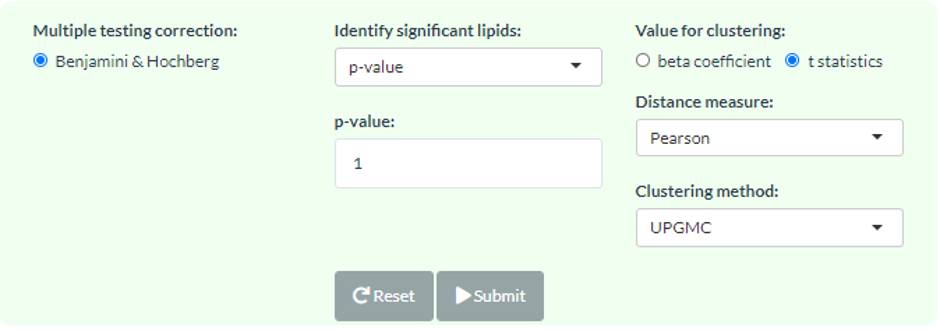 Multiple testing correction:
Benjamini & Hochberg
Identify significant lipids:
p-value
p-value:
1
Value for clustering:
beta coefficient t statistics
Distance measure:
Pearson
Clustering method:
UPGMC
Reset Submit